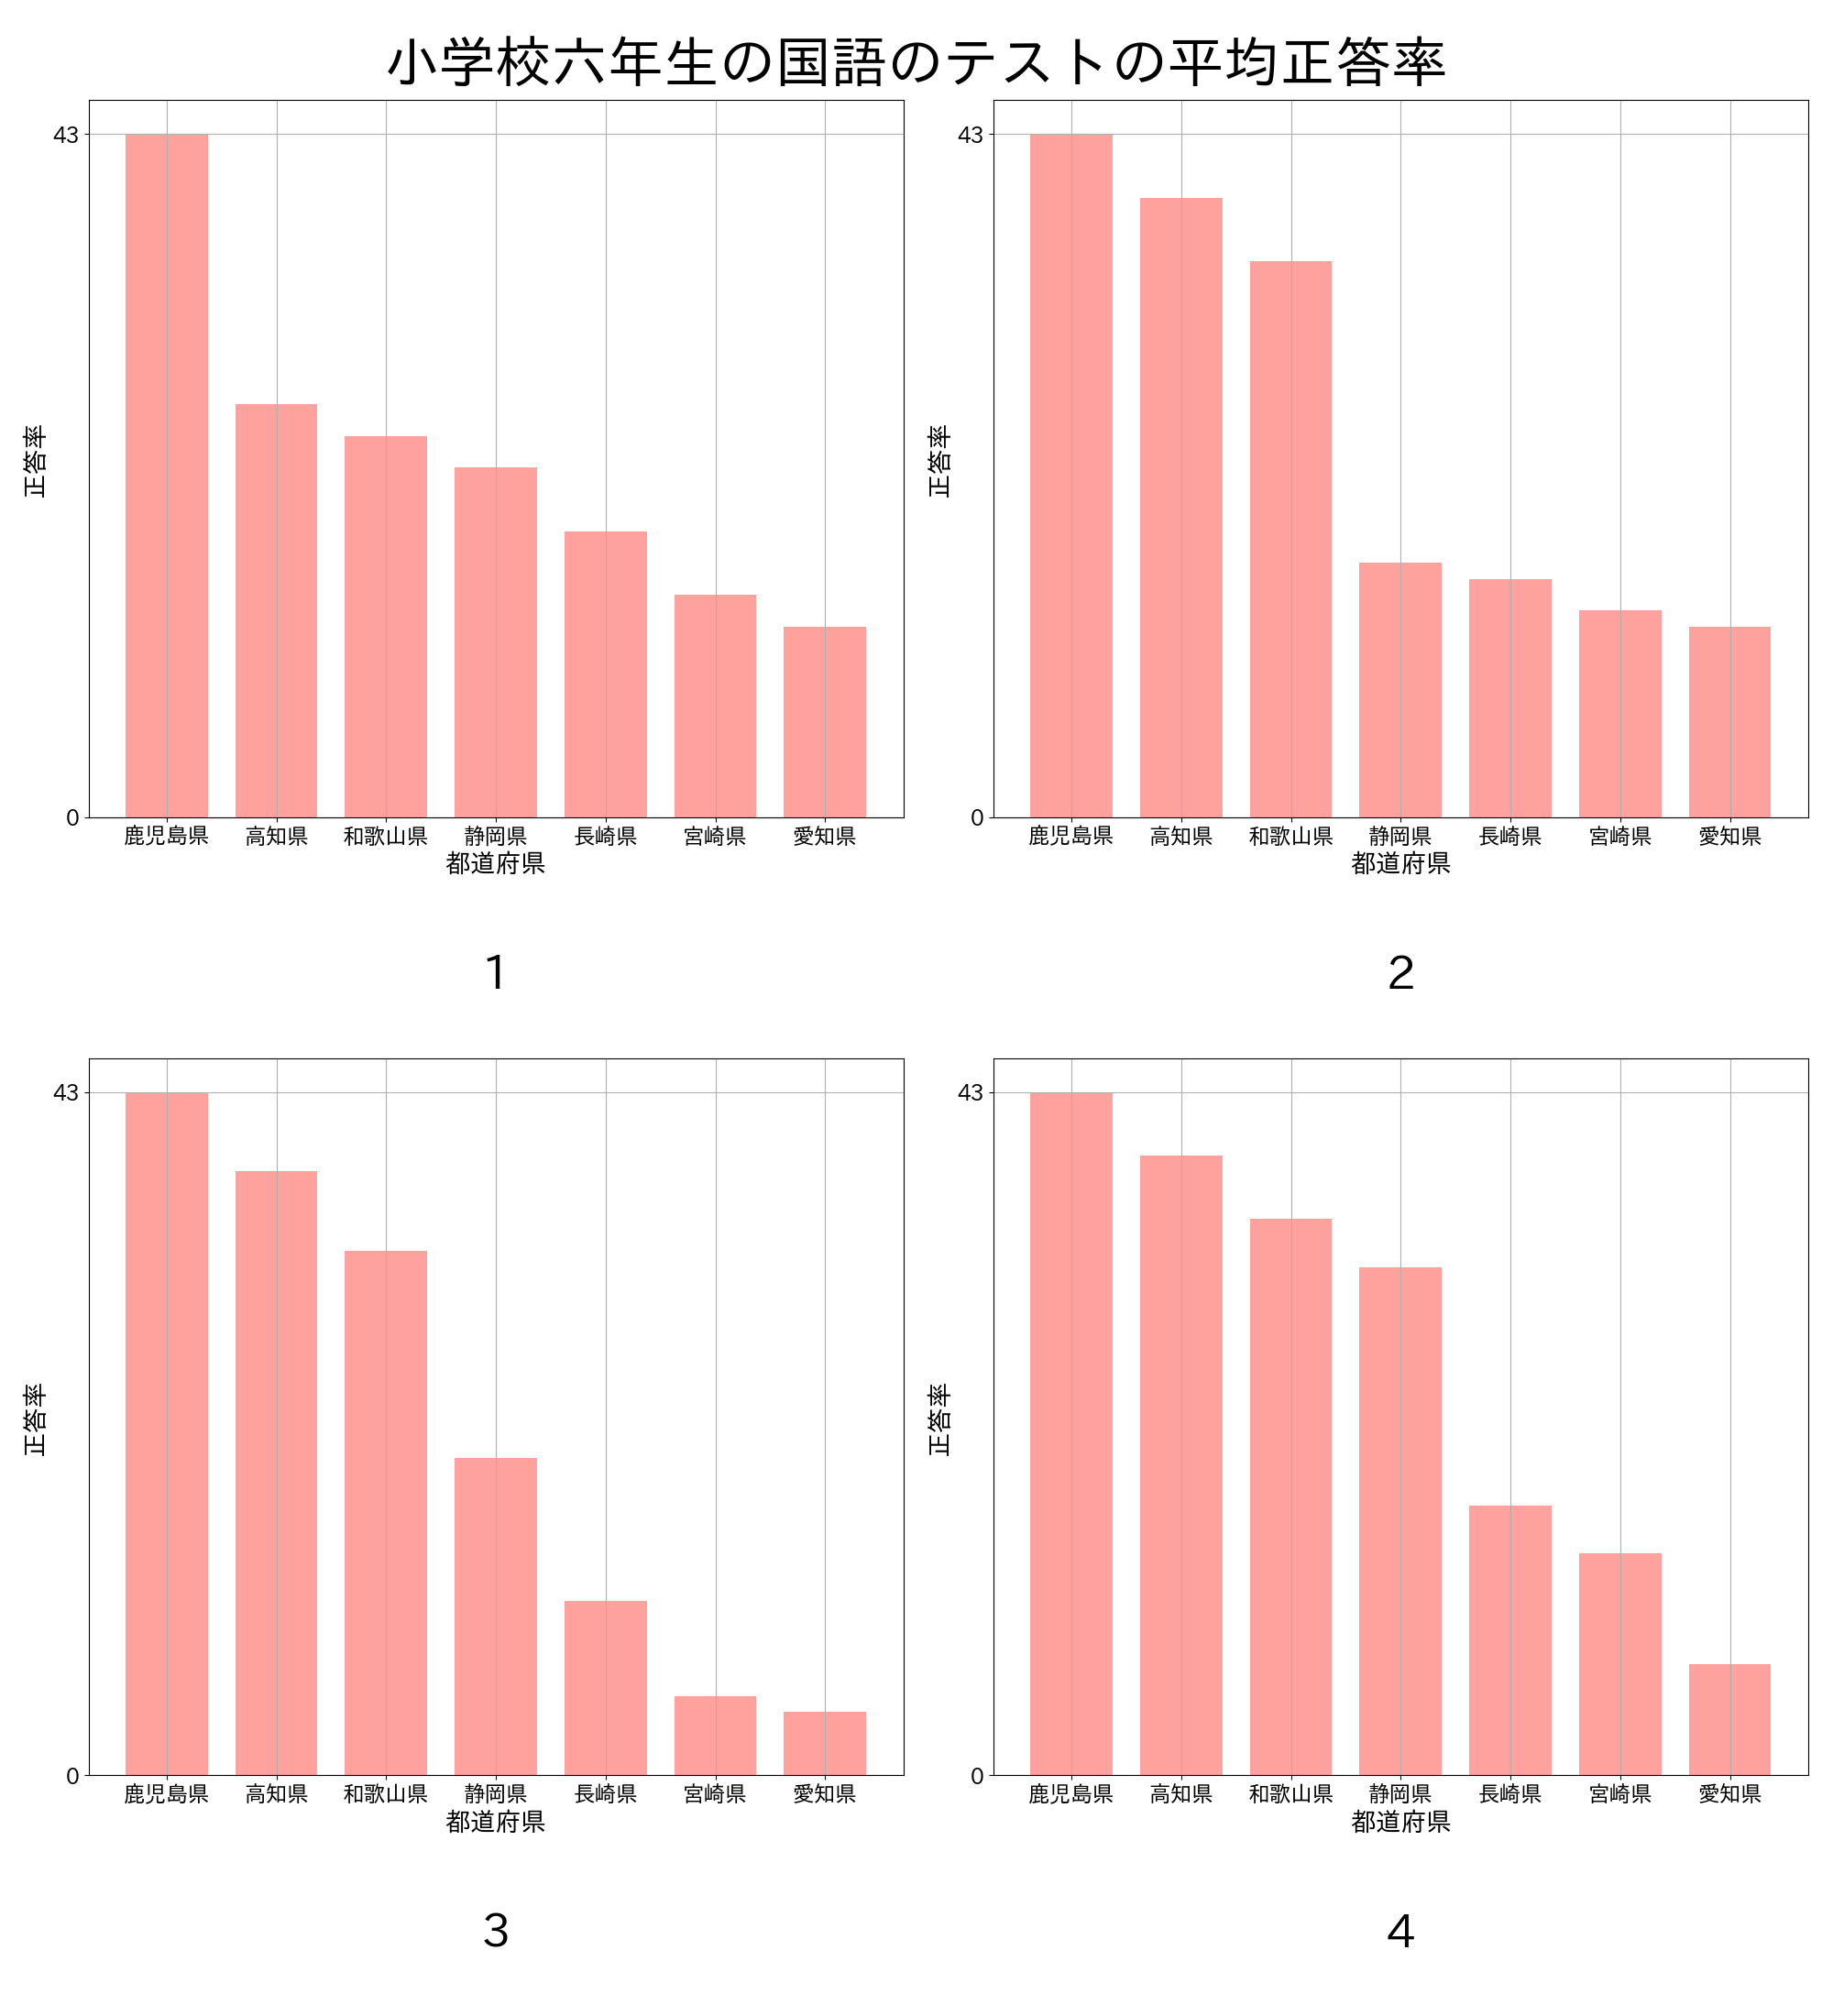 小学校六年生の国語のテストの平均正答率
43
0
正答率
鹿児島県 高知県 和歌山県 静岡県 長崎県 宮崎県 愛知県
都道府県
1
43
0
正答率
鹿児島県 高知県 和歌山県 静岡県 長崎県 宮崎県 愛知県
都道府県
2
43
0
正答率
鹿児島県 高知県 和歌山県 静岡県 長崎県 宮崎県 愛知県
都道府県
3
43
0
正答率
鹿児島県 高知県 和歌山県 静岡県 長崎県 宮崎県 愛知県
都道府県
4